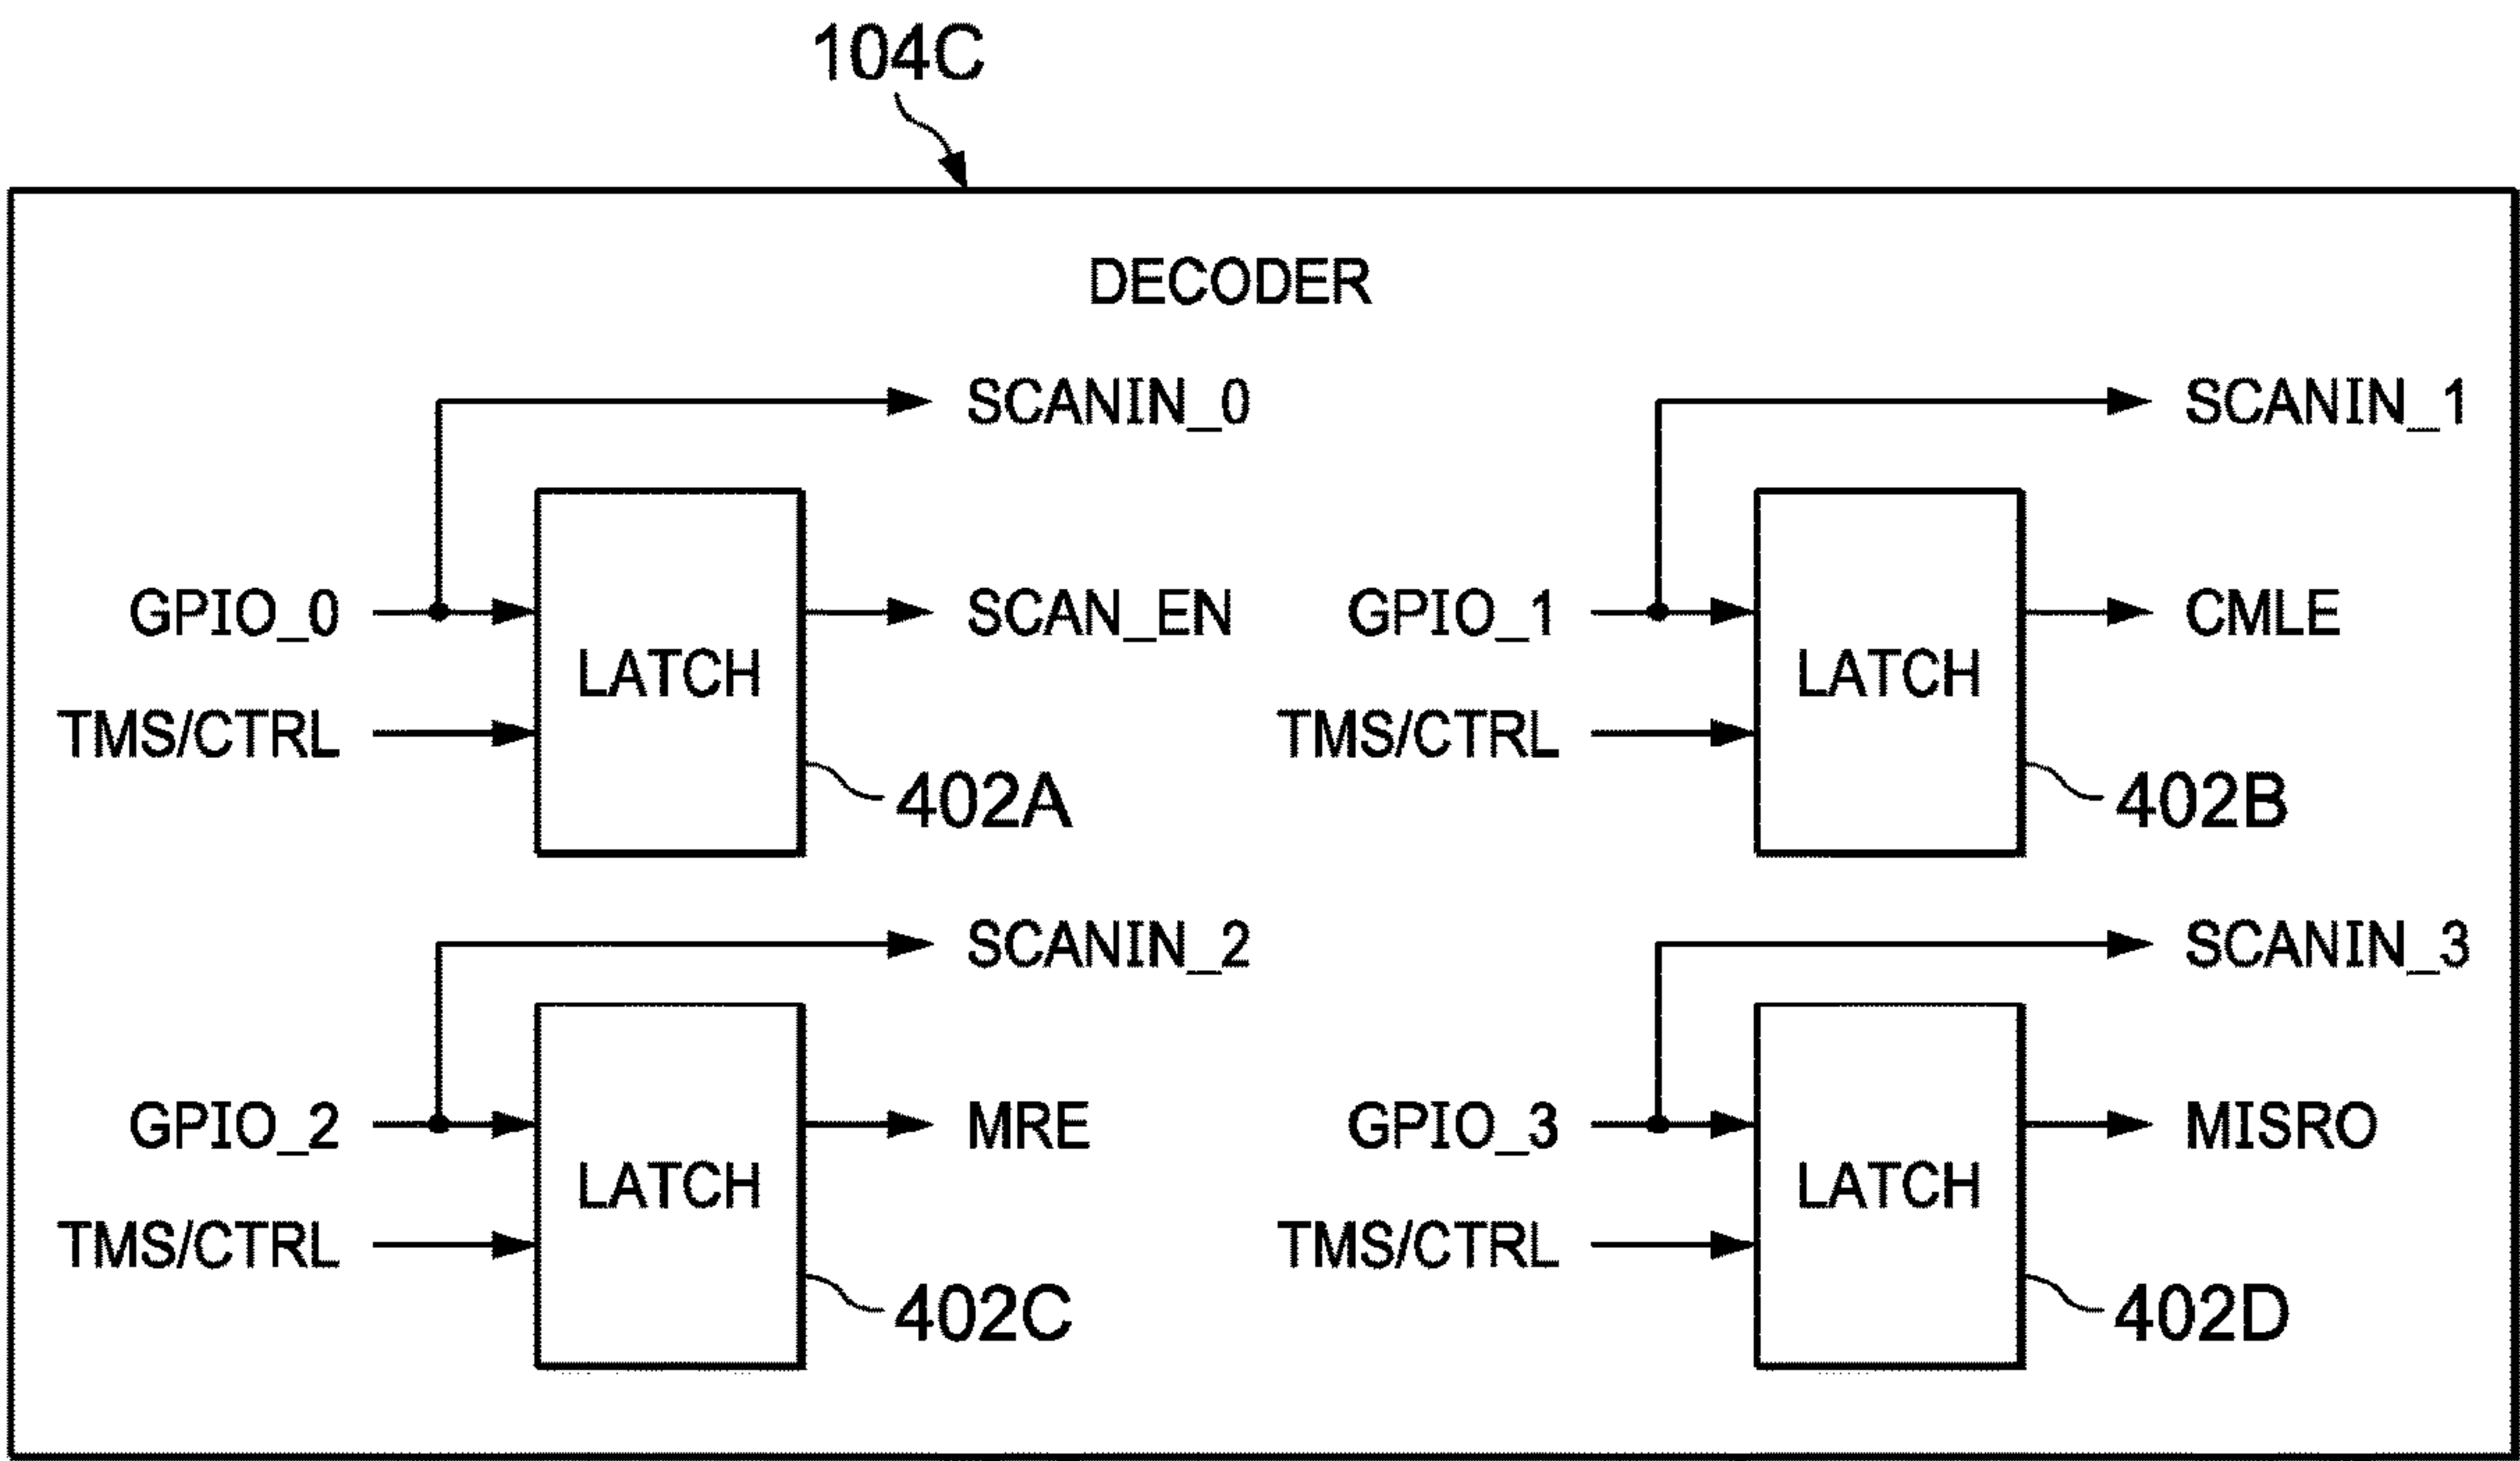 104C
DECODER
SCANIN_0
GPIO_0
SCAN_EN
LATCH
TMS/CTRL
402A
SCANIN_1
GPIO_1
CMLE
LATCH
TMS/CTRL
402B
SCANIN_2
GPIO_2
MRE
LATCH
TMS/CTRL
402C
SCANIN_3
GPIO_3
MISRO
LATCH
TMS/CTRL
402D